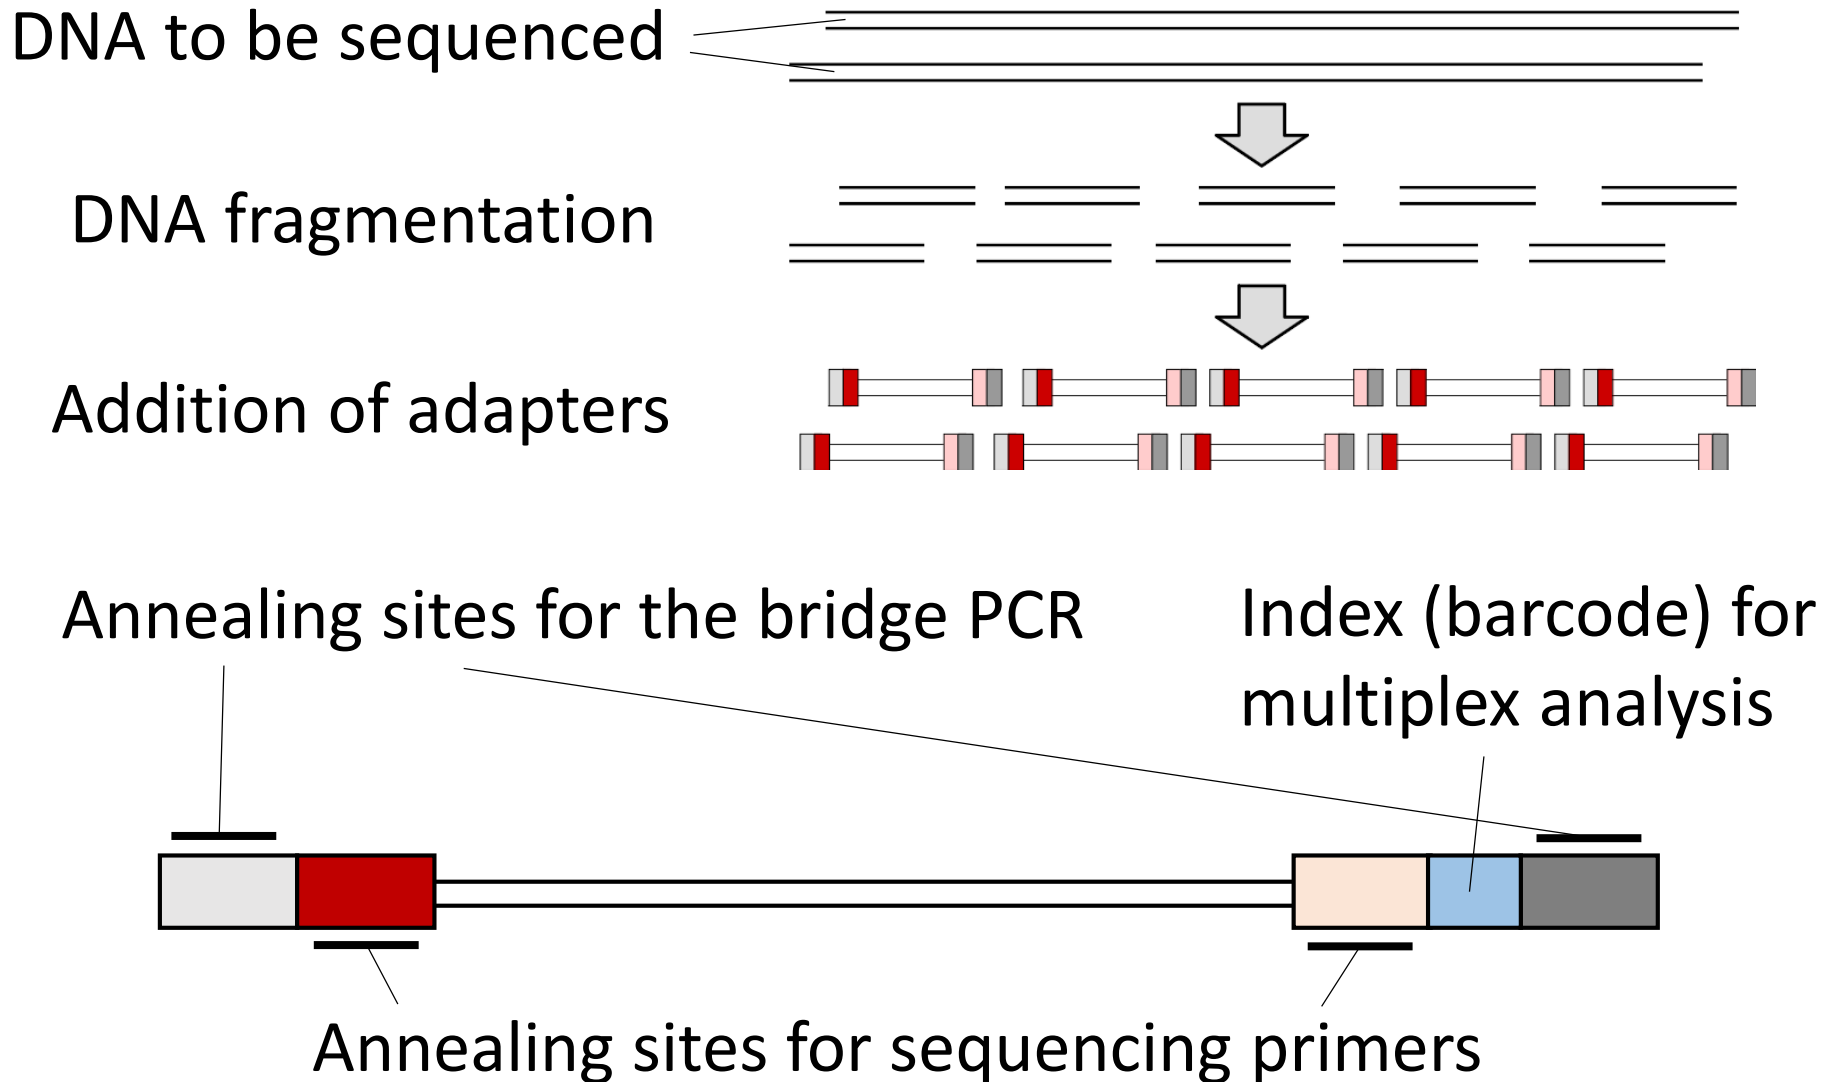 DNA to be sequenced
DNA fragmentation
Addition of adapters
Annealing sites for the bridge PCR
Index (barcode) for
multiplex analysis
Annealing sites for sequencing primers